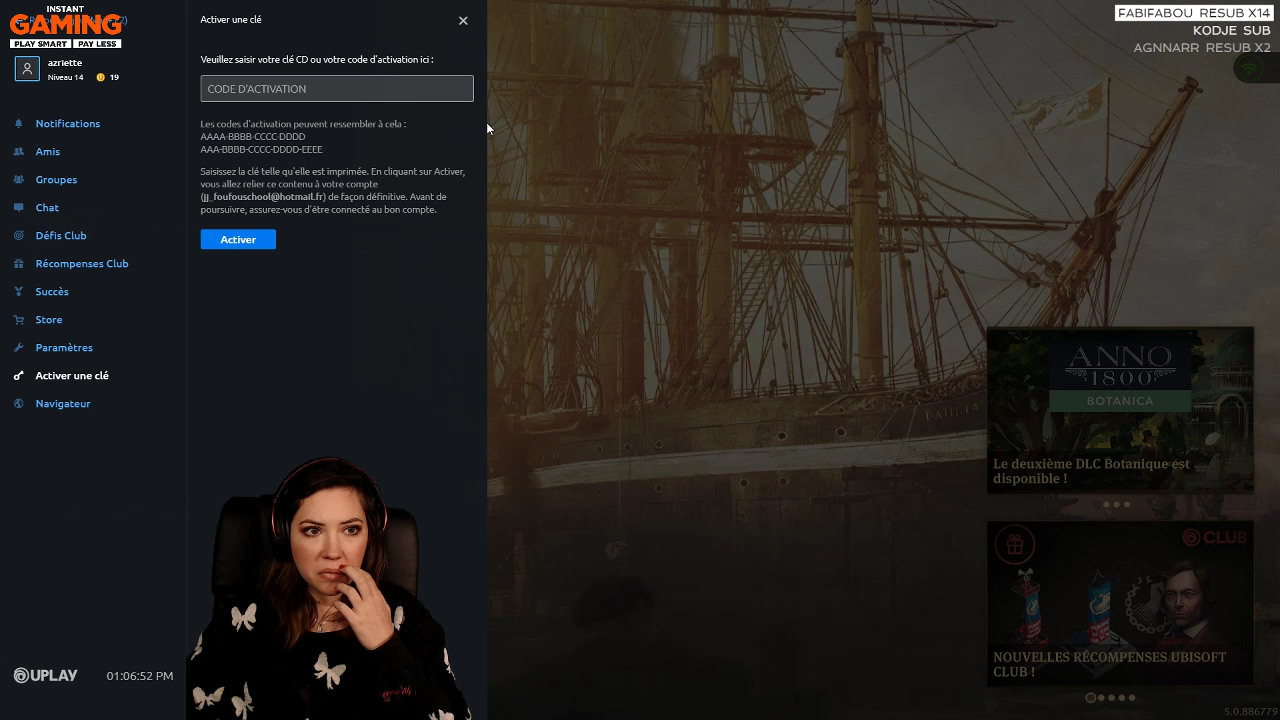 INSTANT
GAMING
PLAY SMART | PAY LESS
azriette
Niveau 14 19
Notifications
Amis
Groupes
Chat
Défis Club
Récompenses Club
Succès
Store
Paramètres
Activer une clé
Navigateur
UPLAY
01:06:52 PM
Activer une clé
Veuillez saisir votre clé CD ou votre code d'activation ici :
CODE D'ACTIVATION
Les codes d'activation peuvent ressembler à cela :
AAAA-BBBB-CCCC-DDDD
AAA-BBBB-CCCC-DDDD-EEEE
Saisissez la clé telle qu'elle est imprimée. En cliquant sur Activer,
vous allez relier ce contenu à votre compte
(jj_foufouschool@hotmail.fr) de façon définitive. Avant de
poursuivre, assurez-vous d'être connecté au bon compte.
Activer
FABIFABOU RESUB X14
KODJE SUB
AGNNARR RESUB X2
ANNO
1800
BOTANICA
Le deuxième DLC Botanique est
disponible !
CLUB
NOUVELLES RÉCOMPENSES UBISOFT
CLUB !
5.0.886779